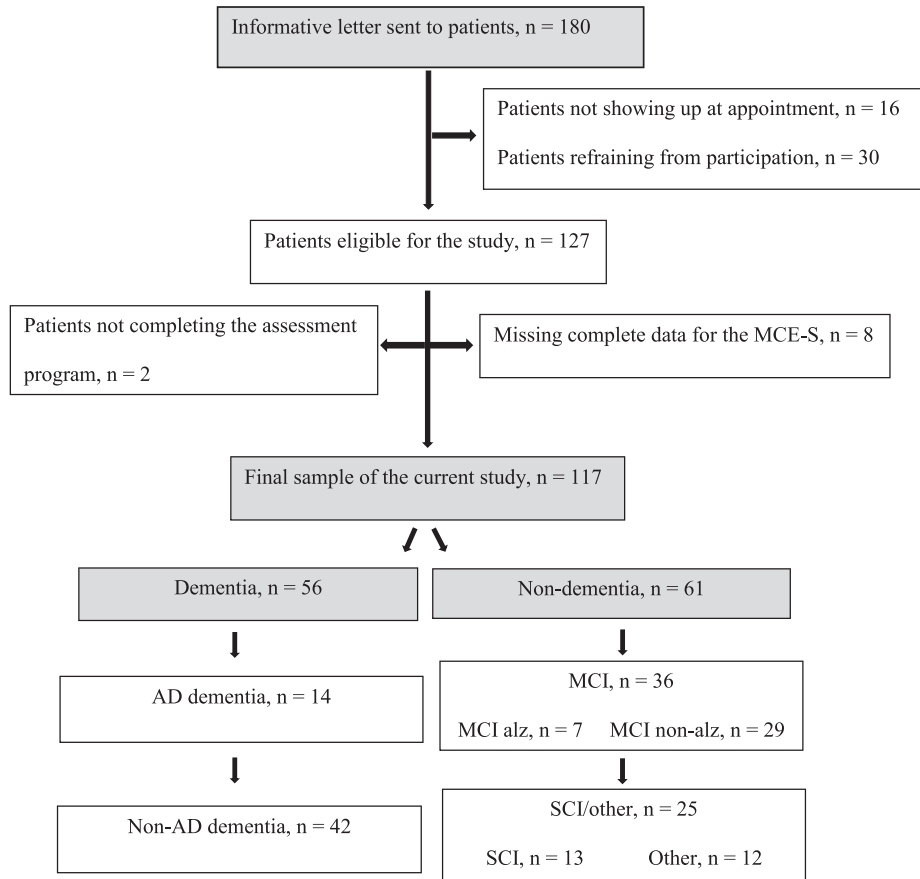 Informative letter sent to patients, n = 180
Patients not showing up at appointment, n = 16
Patients refraining from participation, n = 30
Patients eligible for the study, n = 127
Patients not completing the assessment
program, n = 2
Missing complete data for the MCE-S, n = 8
Final sample of the current study, n = 117
Dementia, n = 56
Non-dementia, n = 61
AD dementia, n = 14
MCI, n = 36
MCI alz, n = 7 MCI non-alz, n = 29
Non-AD dementia, n = 42
SCI/other, n = 25
SCI, n = 13 Other, n = 12